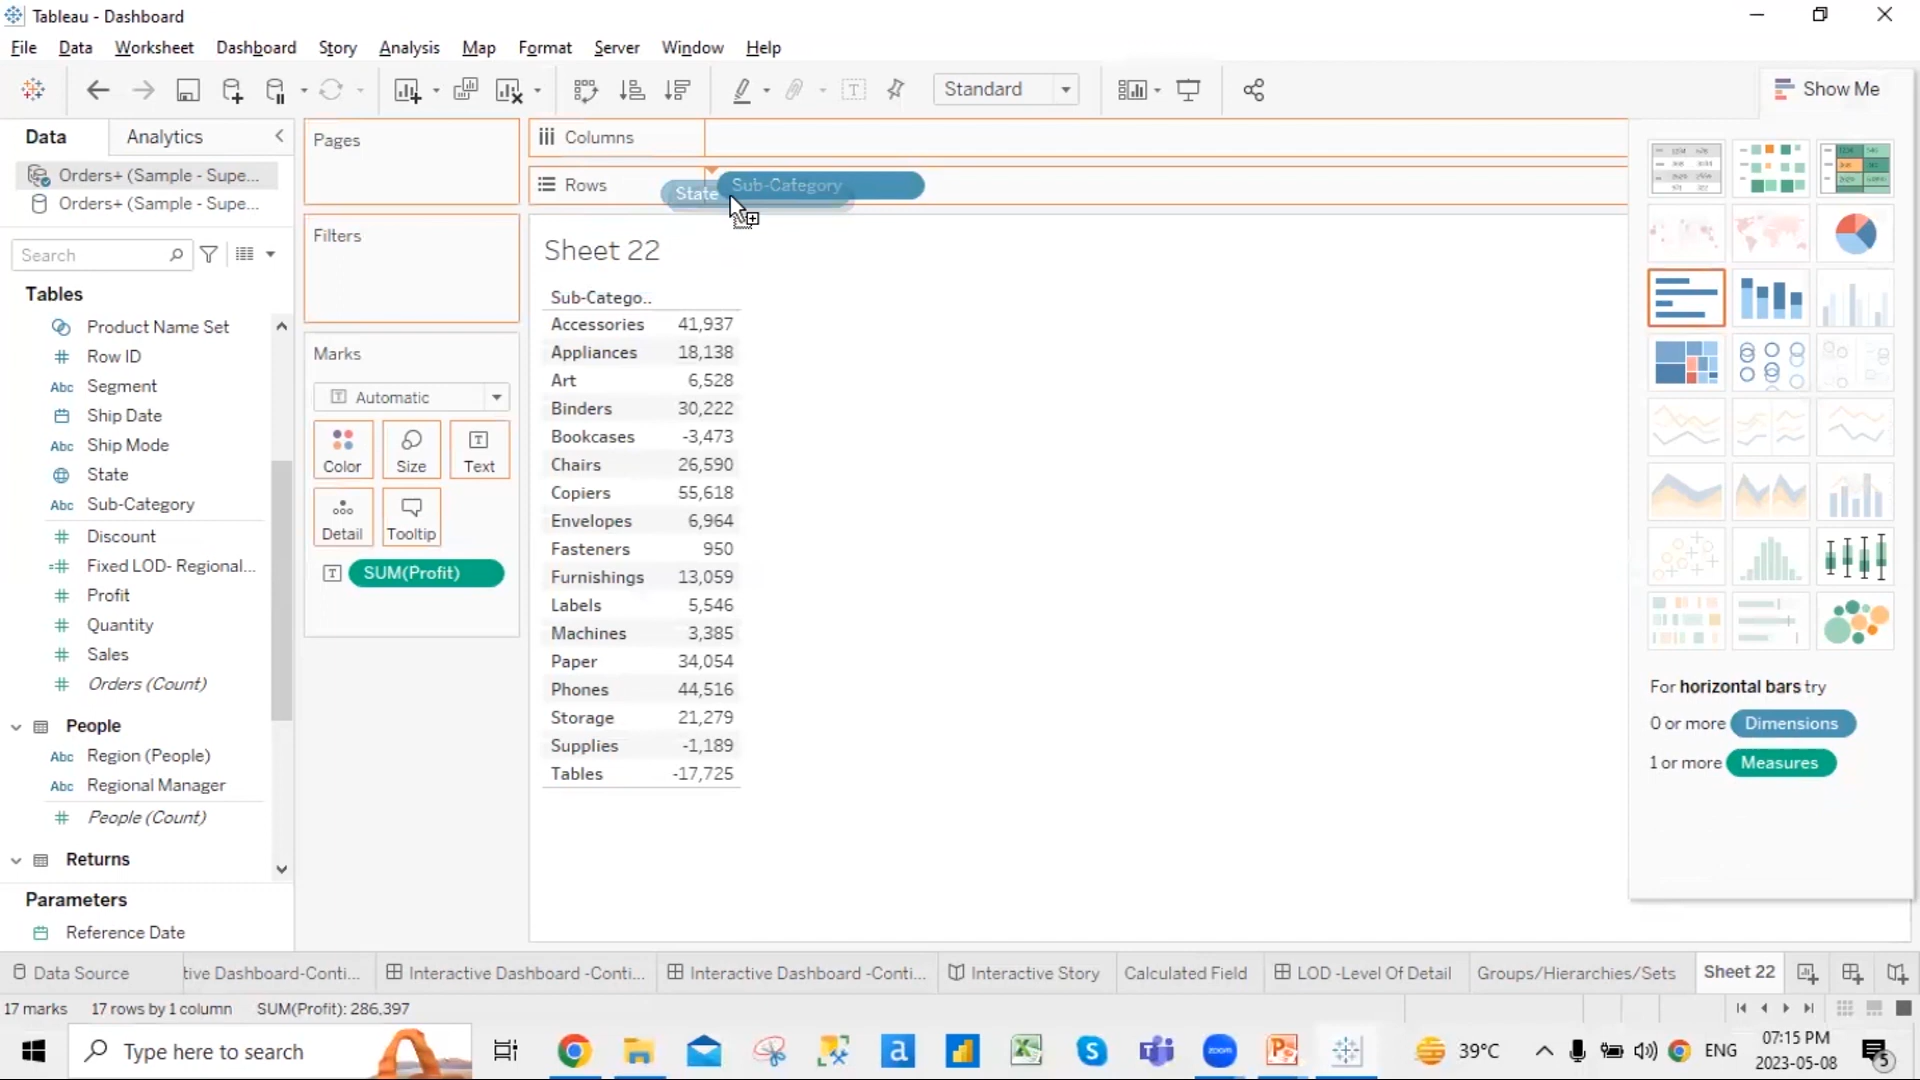 Tableau - Dashboard
File Data Worksheet Dashboard Story Analysis Map Format Server Window Help
Standard
Show Me
Data Analytics
Orders+ (Sample - Supe...
Orders+ (Sample - Supe...
Search
Tables
Product Name Set
Row ID
Abc Segment
Ship Date
Abc Ship Mode
State
Abc Sub-Category
Discount
Fixed LOD- Regional...
Profit
Quantity
Sales
Orders (Count)
People
Abc Region (People)
Abc Regional Manager
People (Count)
Returns
Parameters
Reference Date
Pages
Filters
Marks
Automatic
Color Size Text
Detail Tooltip
SUM(Profit)
Columns
Rows State Sub-Category
Sheet 22
Sub-Catego..
Accessories 41,937
Appliances 18,138
Art 6,528
Binders 30,222
Bookcases -3,473
Chairs 26,590
Copiers 55,618
Envelopes 6,964
Fasteners 950
Furnishings 13,059
Labels 5,546
Machines 3,385
Paper 34,054
Phones 44,516
Storage 21,279
Supplies -1,189
Tables -17,725
For horizontal bars try
0 or more Dimensions
1 or more Measures
Data Source tive Dashboard-Conti... Interactive Dashboard -Conti... Interactive Dashboard -Conti... Interactive Story Calculated Field LOD -Level Of Detail Groups/Hierarchies/Sets Sheet 22
17 marks 17 rows by 1 column SUM(Profit): 286,397
Type here to search
zoom
39°C
ENG
07:15 PM
2023-05-08
5